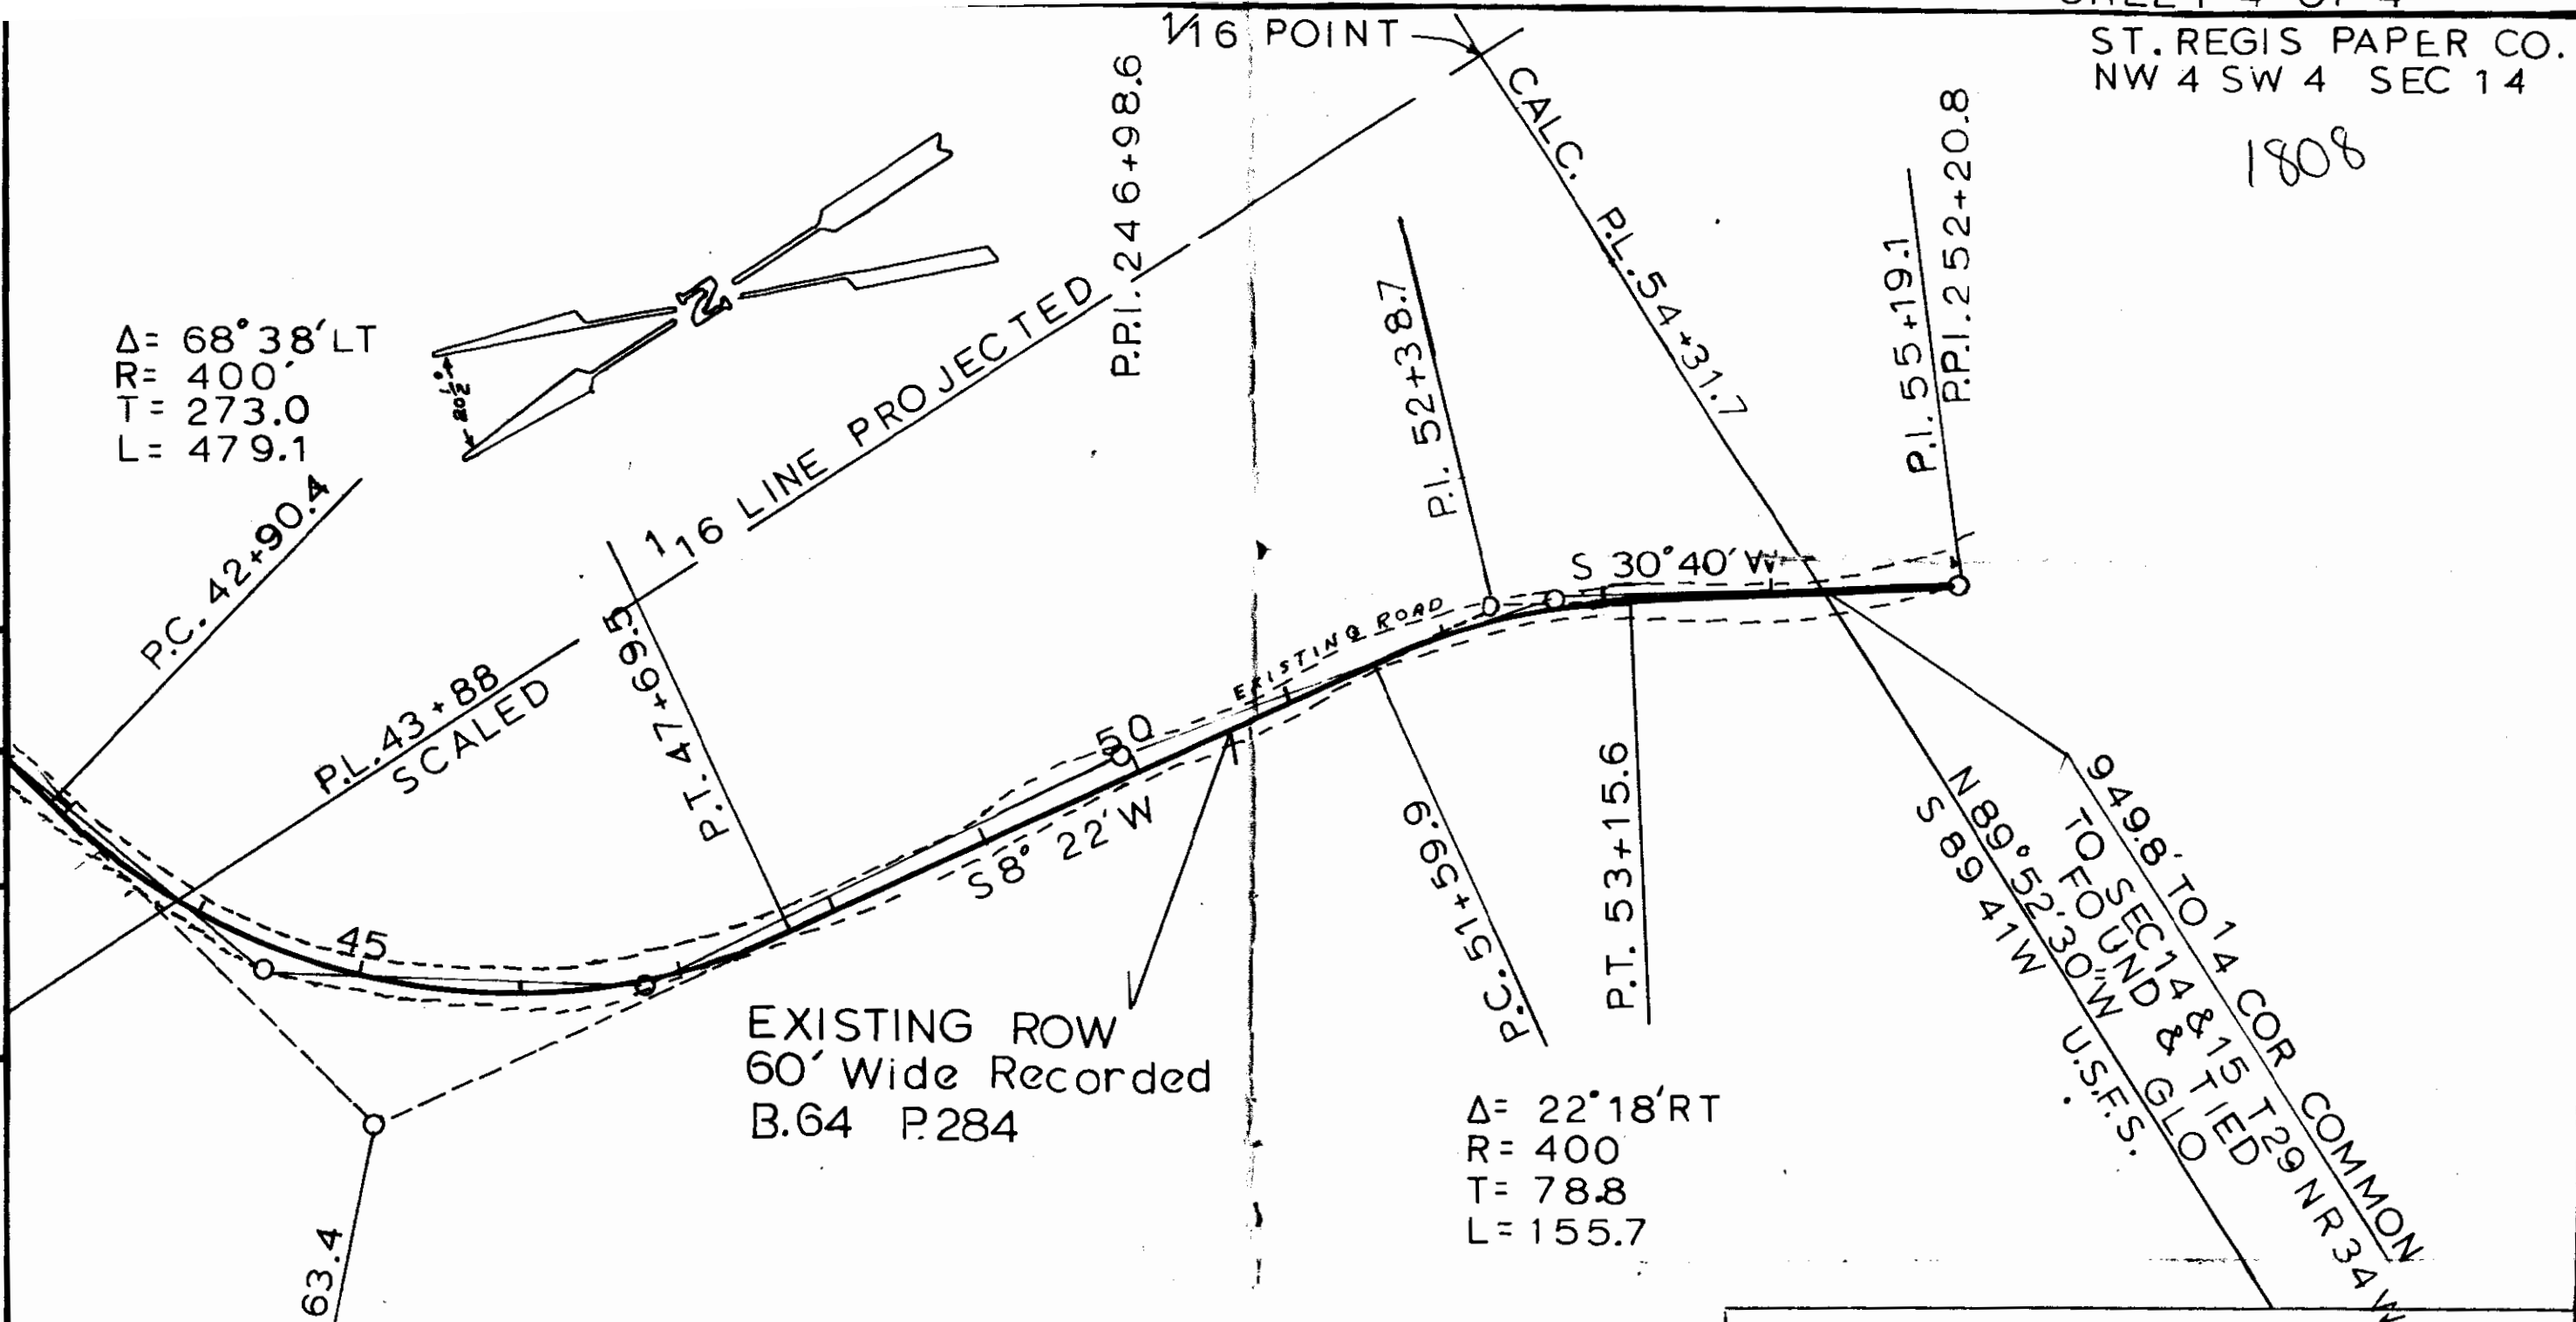 1/16 POINT
ST. REGIS PAPER CO.
NW 4 SW 4 SEC 14
1808
CALC. P.L. 54+31.7
P.P.I. 246+98.6
P.I. 52+38.7
P.I. 55+19.1
P.P.I. 252+20.8
N
20½°
Δ= 68°38′LT
R= 400′
T= 273.0
L= 479.1
1/16 LINE PROJECTED
P.C. 42+90.4
P.L. 43+88
SCALED
P.T. 47+69.5
S 30°40′W
EXISTING ROAD
50
S8° 22′W
45
P.C. 51+59.9
P.T. 53+15.6
949.8′ TO 1/4 COR COMMON
TO SEC 14 & 15 T29 N R 34 W
FOUND & TIED
N 89°52′30″W GLO
S 89 41 W U.S.F.S.
EXISTING ROW
60′ Wide Recorded
B.64 P.284
Δ= 22°18′RT
R= 400
T= 78.8
L= 155.7
63.4